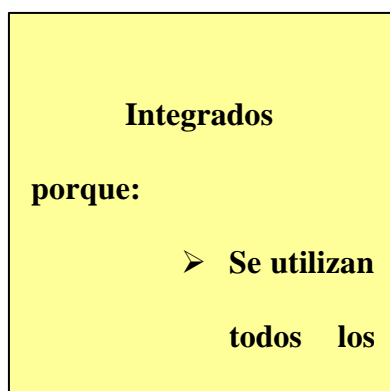 Integrados
porque:
➢ Se utilizan
todos los